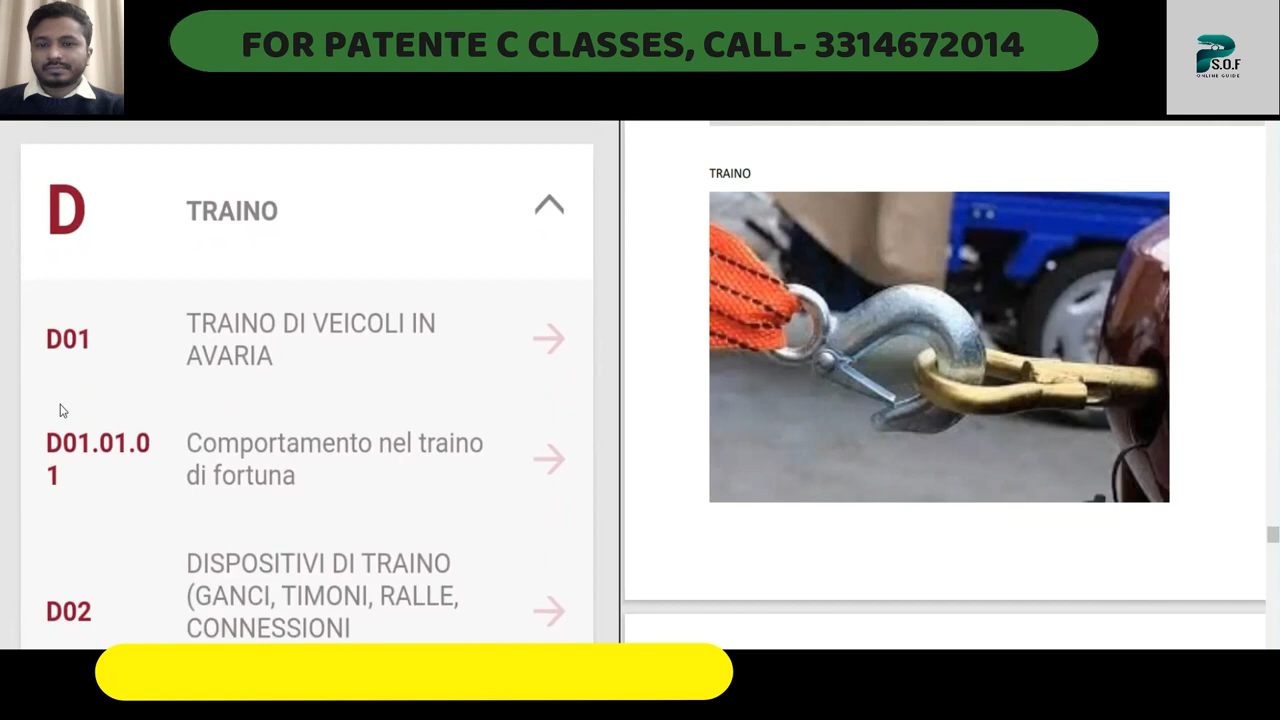 FOR PATENTE C CLASSES, CALL- 3314672014
S.O.F
ONLINE GUIDE
D
TRAINO
D01
TRAINO DI VEICOLI IN
AVARIA
D01.01.0
1
Comportamento nel traino
di fortuna
D02
DISPOSITIVI DI TRAINO
(GANCI, TIMONI, RALLE,
CONNESSIONI
TRAINO